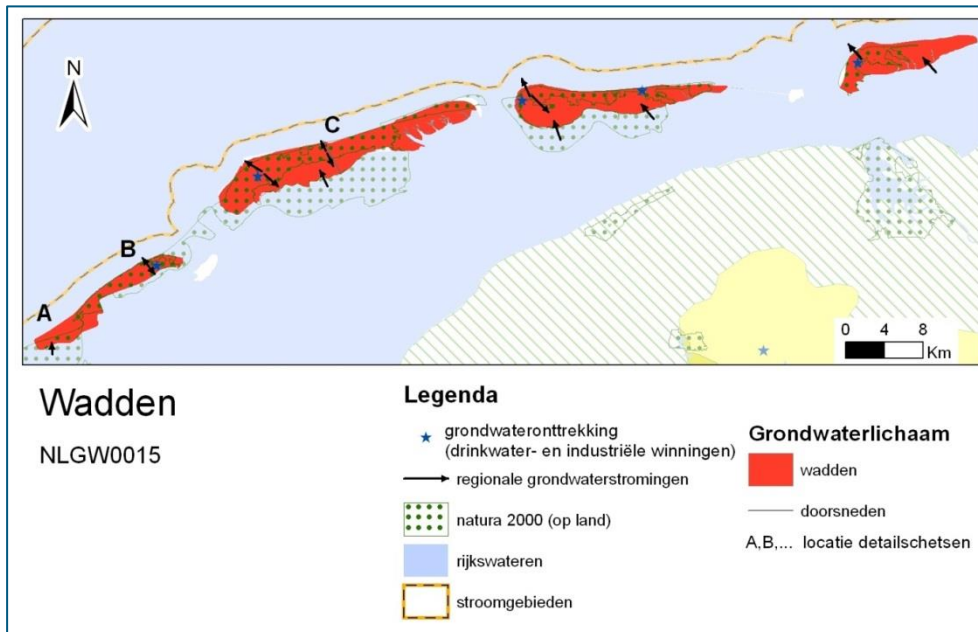 N
C
B
A
0 4 8
Km
Wadden
NLGW0015
Legenda
grondwateronttrekking
(drinkwater- en industriële winningen)
regionale grondwaterstromingen
natura 2000 (op land)
rijkswateren
stroomgebieden
Grondwaterlichaam
wadden
doorsneden
A,B,... locatie detailschetsen